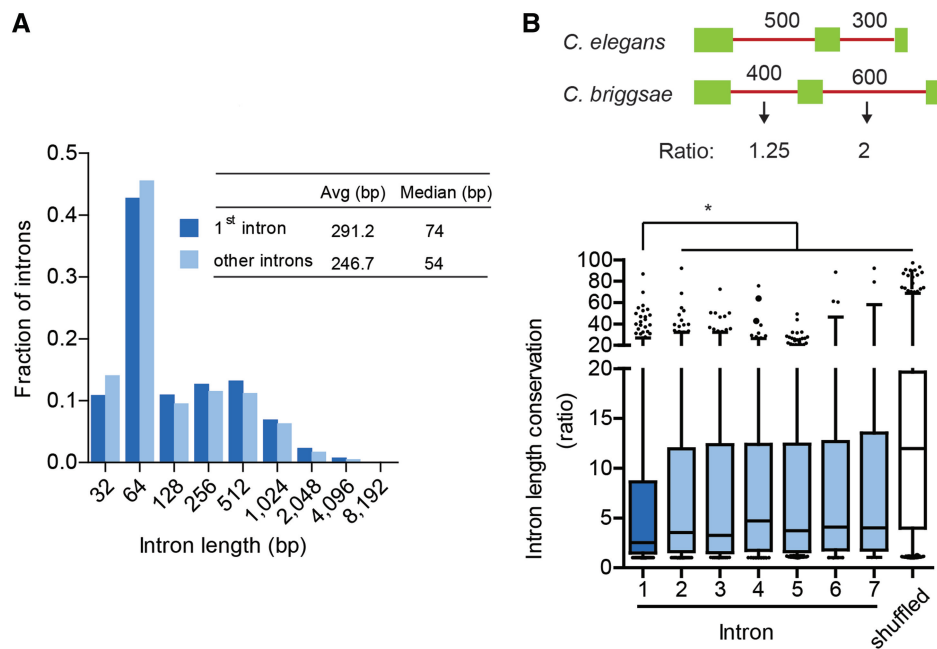 A
0.5
0.4
0.3
0.2
0.1
0.0
Fraction of introns
Avg (bp) Median (bp)
1st intron 291.2 74
other introns 246.7 54
32 64 128 256 512 1,024 2,048 4,096 8,192
Intron length (bp)
B
500 300
C. elegans
400 600
C. briggsae
Ratio: 1.25 2
*
100
80
60
40
20
20
15
10
5
0
Intron length conservation
(ratio)
1 2 3 4 5 6 7 shuffled
Intron